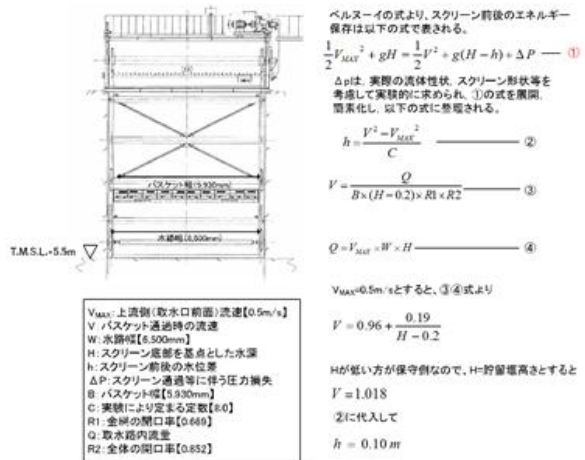 バスケット幅(5,930mm)
水路幅(6,500mm)
T.M.S.L.-5.5m
V_MAX:上流側(取水口前面)流速【0.5m/s】
V:バスケット通過時の流速
W:水路幅【6,500mm】
H:スクリーン底部を基点とした水深
h:スクリーン前後の水位差
ΔP:スクリーン通過等に伴う圧力損失
B:バスケット幅【5,930mm】
C:実験により定まる定数【8.0】
R1:金網の開口率【0.669】
Q:取水路内流量
R2:全体の開口率【0.852】
ベルヌーイの式より、スクリーン前後のエネルギー
保存は以下の式で表される。
1/2 V_MAX² + gH = 1/2 V² + g(H − h) + ΔP ― ①
Δpは、実際の流体性状、スクリーン形状等を
考慮して実験的に求められ、①の式を展開、
簡素化し、以下の式に整理される。
h = (V² − V_MAX²) / C ― ②
V = Q / (B×(H−0.2)×R1×R2) ― ③
Q = V_MAX × W × H ― ④
V_MAX=0.5m/sとすると、③④式より
V = 0.96 + 0.19 / (H − 0.2)
Hが低い方が保守側なので、H=貯留堰高さとすると
V = 1.018
②に代入して
h = 0.10 m